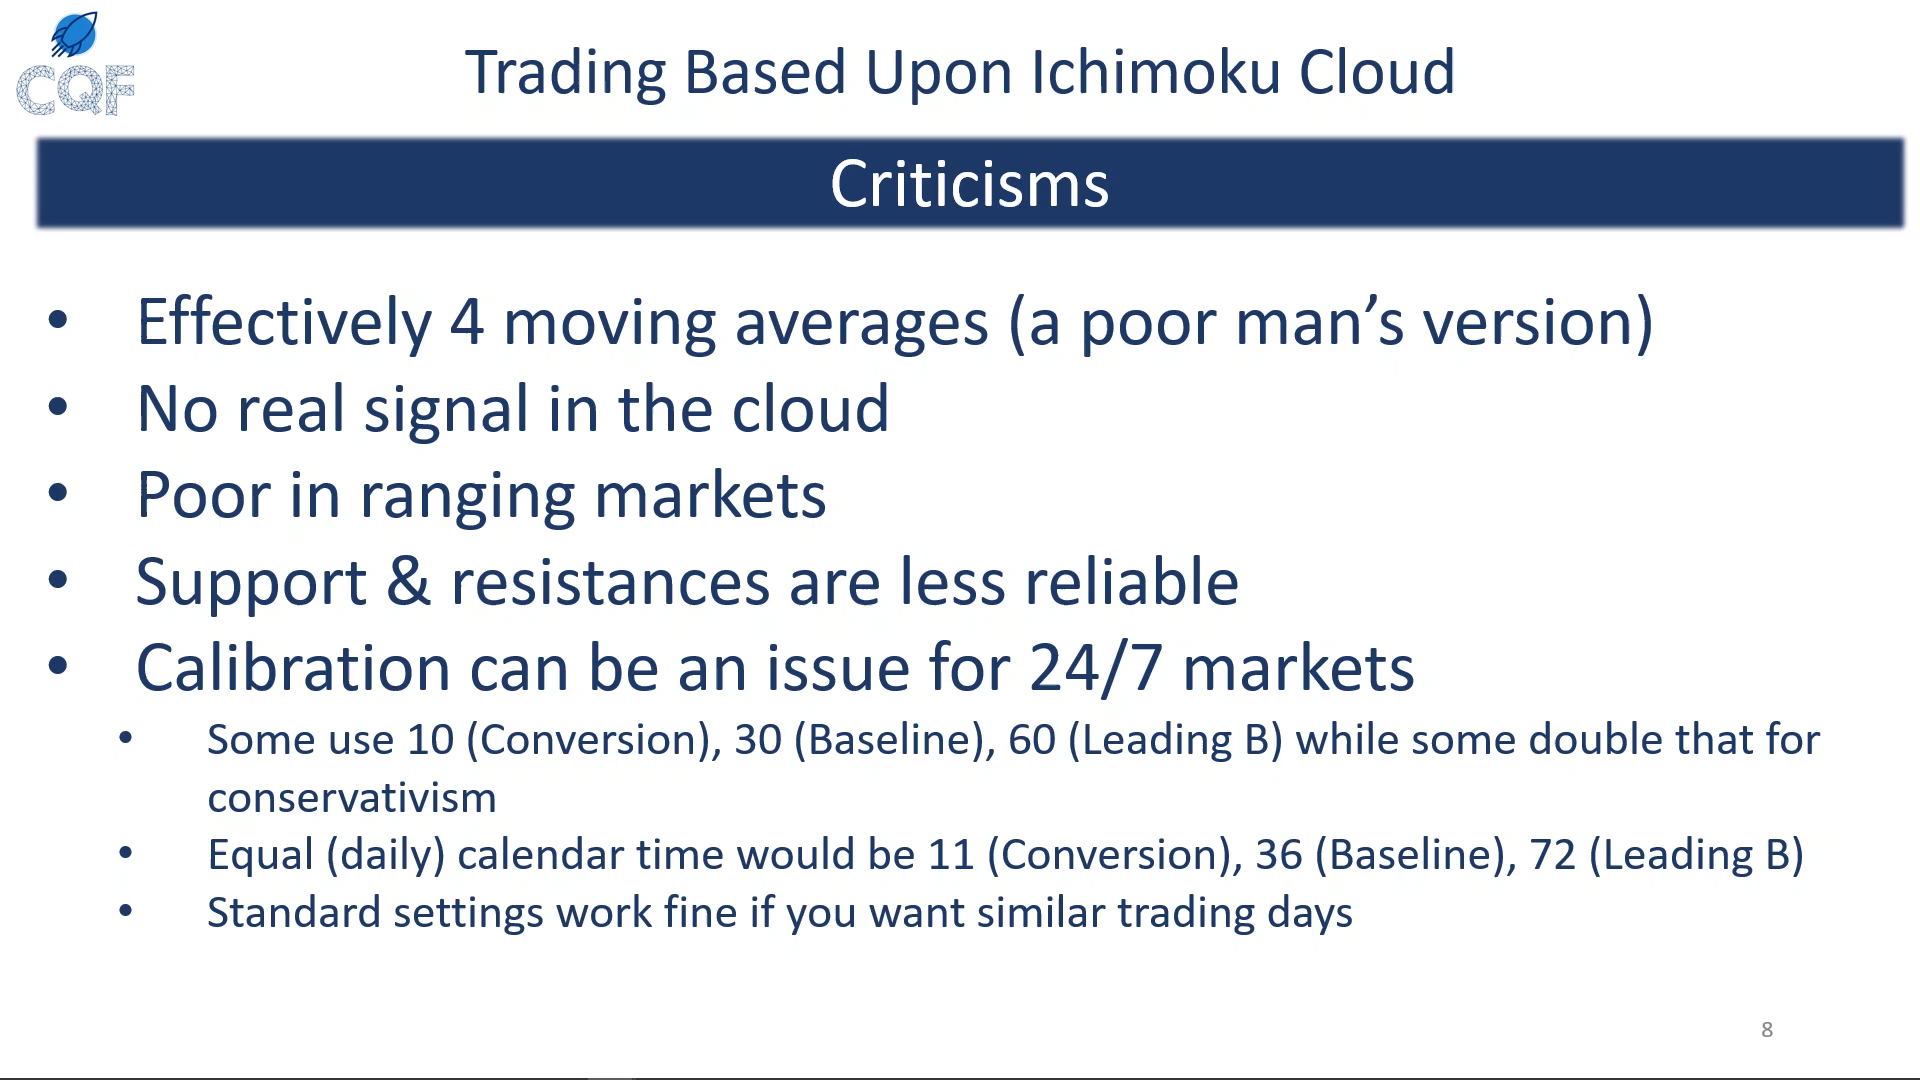 CQF
Trading Based Upon Ichimoku Cloud
Criticisms
• Effectively 4 moving averages (a poor man’s version)
• No real signal in the cloud
• Poor in ranging markets
• Support & resistances are less reliable
• Calibration can be an issue for 24/7 markets
• Some use 10 (Conversion), 30 (Baseline), 60 (Leading B) while some double that for
conservativism
• Equal (daily) calendar time would be 11 (Conversion), 36 (Baseline), 72 (Leading B)
• Standard settings work fine if you want similar trading days
8